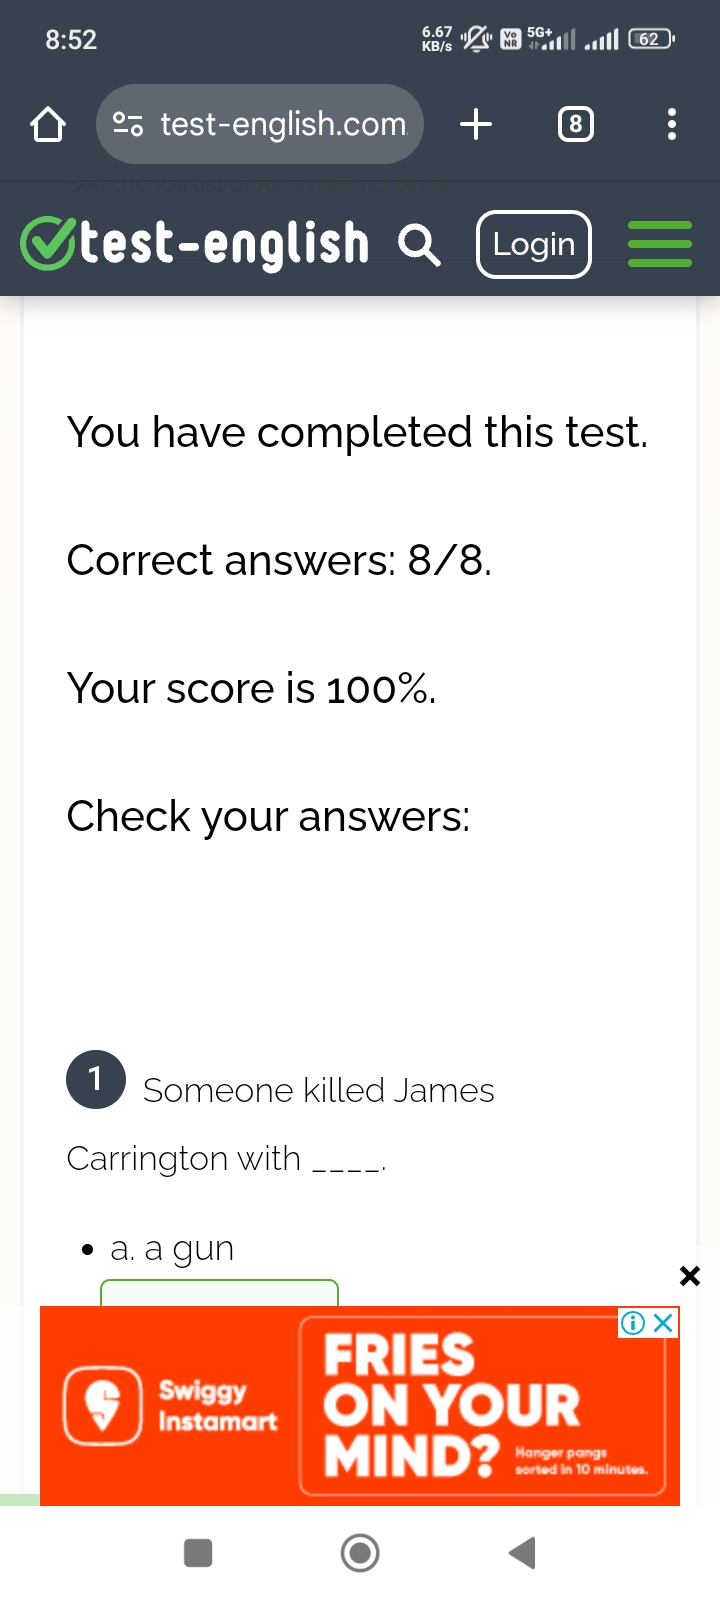 8:52
6.67
KB/s
Vo
NR
5G+
62
test-english.com
8
test-english
Login
You have completed this test.
Correct answers: 8/8.
Your score is 100%.
Check your answers:
1 Someone killed James
Carrington with ____.
• a. a gun
Swiggy
Instamart
FRIES
ON YOUR
MIND?
Hanger pangs
sorted in 10 minutes.